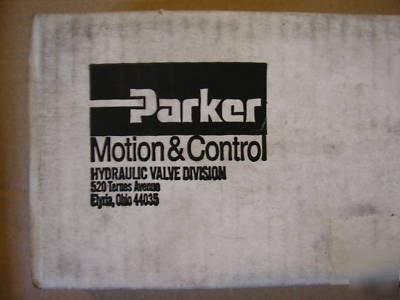 Parker
Motion & Control
HYDRAULIC VALVE DIVISION
520 Ternes Avenue
Elyria, Ohio 44035